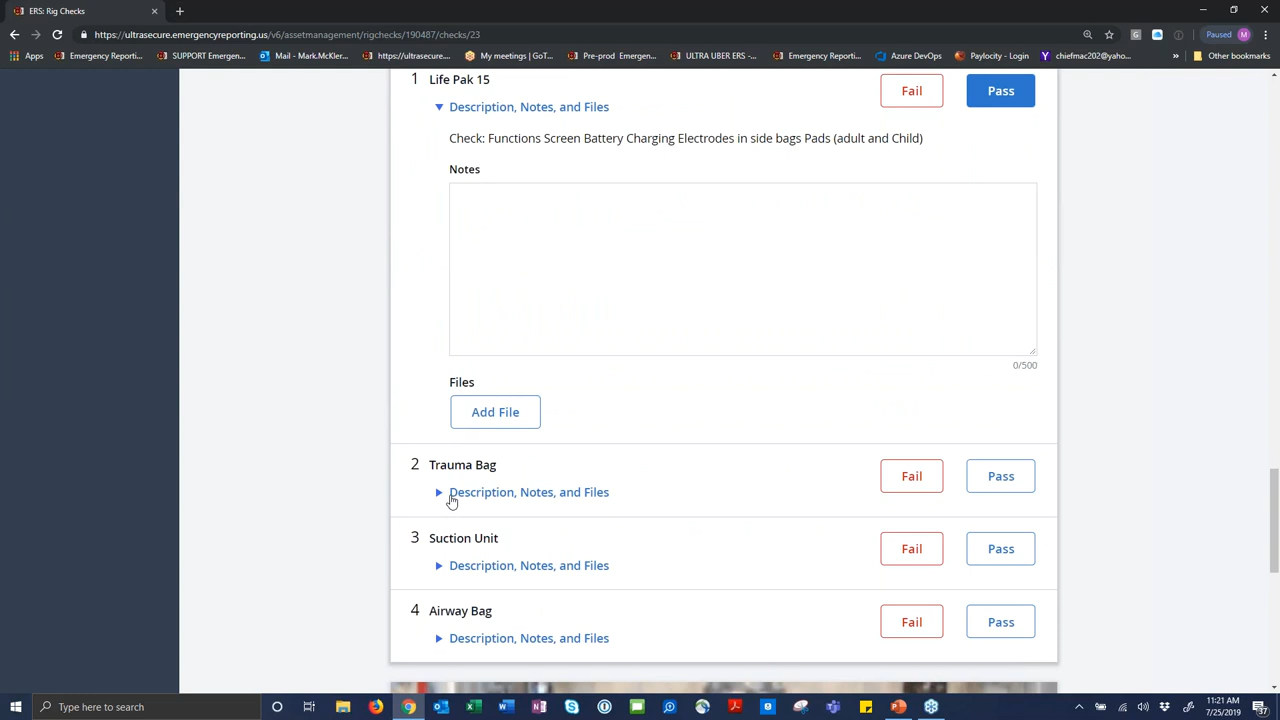 ERS: Rig Checks
https://ultrasecure.emergencyreporting.us/v6/assetmanagement/rigchecks/190487/checks/23
Paused
M
Apps
Emergency Reporti...
SUPPORT Emergen...
Mail - Mark.McKler...
https://ultrasecure...
My meetings | GoT...
Pre-prod Emergen...
ULTRA UBER ERS -...
Emergency Reporti...
Azure DevOps
Paylocity - Login
chiefmac202@yaho...
»
Other bookmarks
1
Life Pak 15
Fail
Pass
Description, Notes, and Files
Check: Functions Screen Battery Charging Electrodes in side bags Pads (adult and Child)
Notes
0/500
Files
Add File
2
Trauma Bag
Fail
Pass
Description, Notes, and Files
3
Suction Unit
Fail
Pass
Description, Notes, and Files
4
Airway Bag
Fail
Pass
Description, Notes, and Files
Type here to search
11:21 AM
7/25/2019